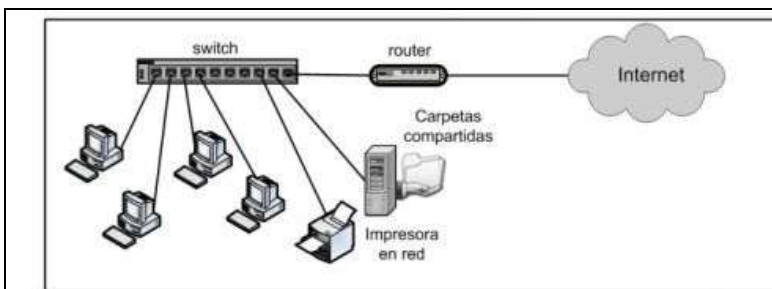 switch
router
Internet
Carpetas
compartidas
Impresora
en red